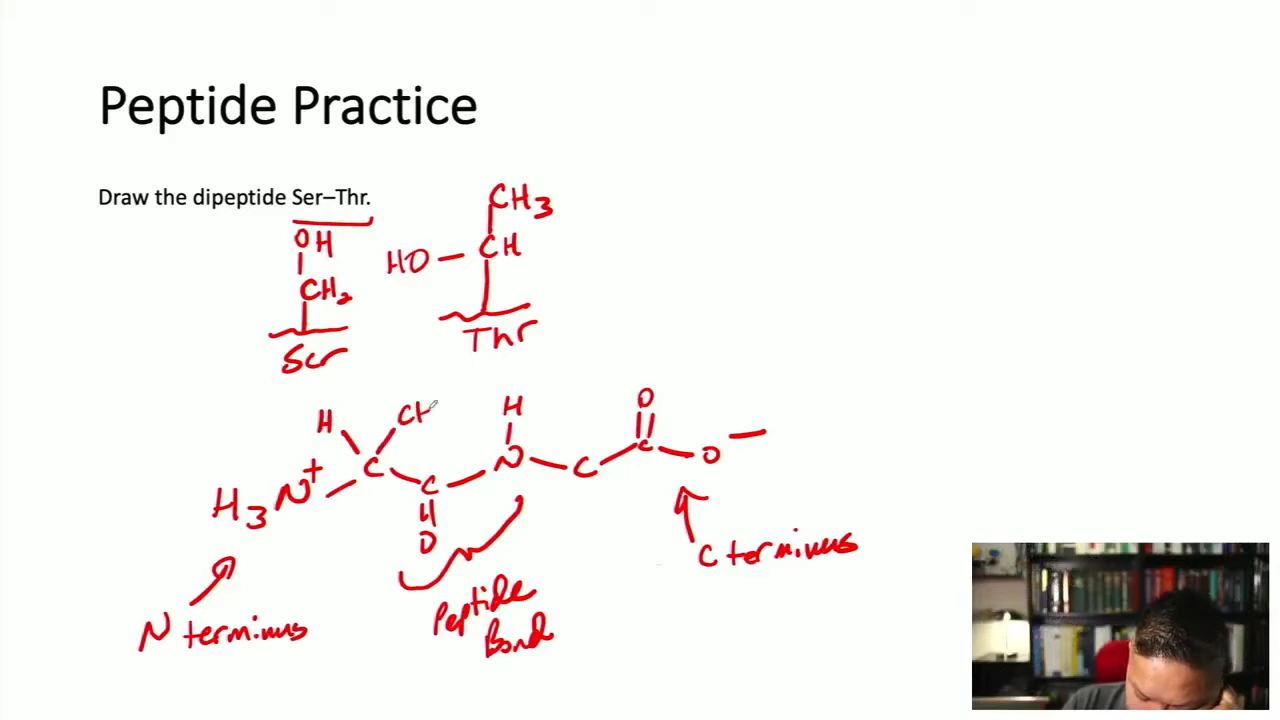 Peptide Practice
Draw the dipeptide Ser–Thr.
CH3
OH
HO CH
CH2
Thr
Ser
H CH H O
H3N+ C C N C C O −
O
N terminus
Peptide
Bond
C terminus